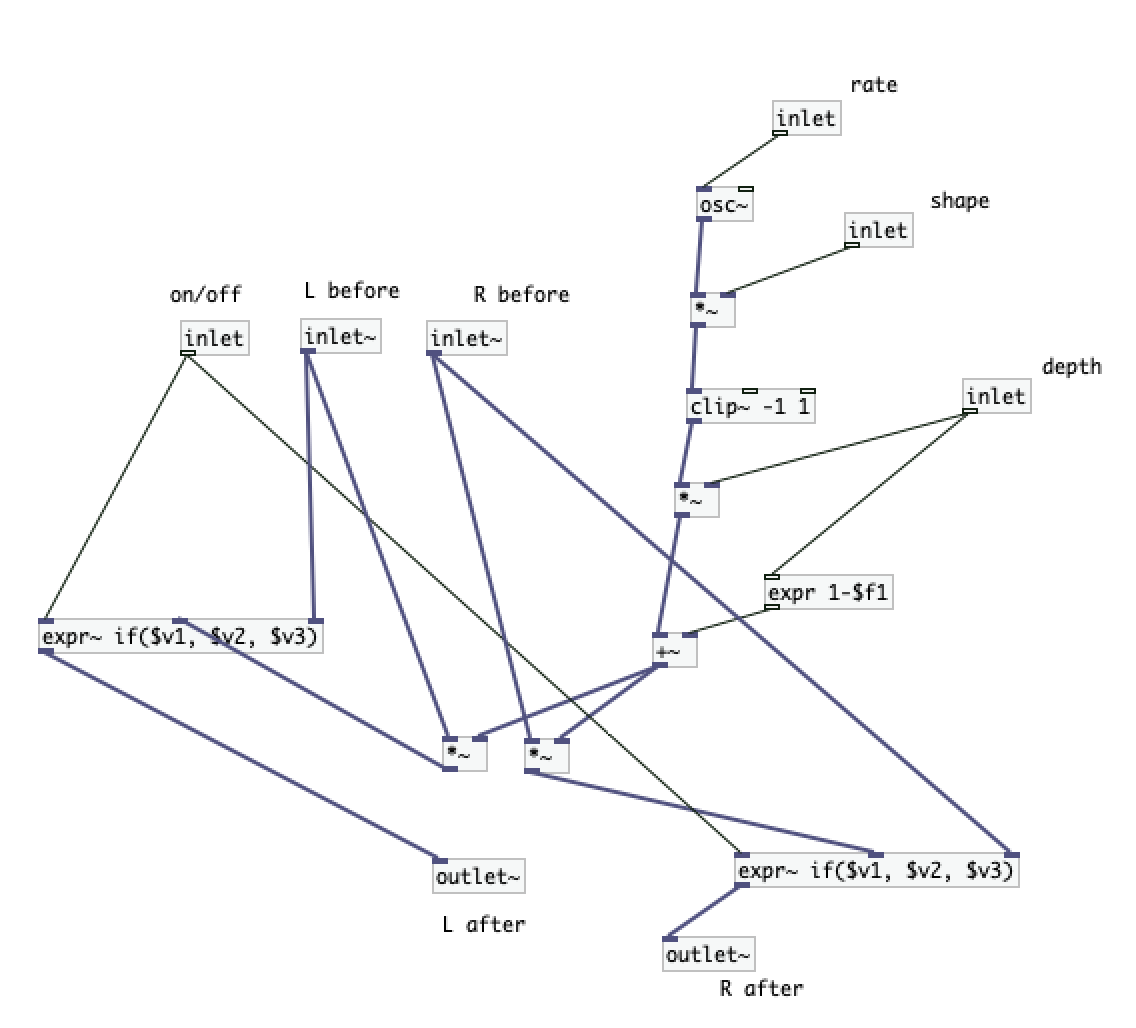 rate
inlet
osc~
shape
inlet
*~
on/off
L before
R before
inlet
inlet~
inlet~
depth
inlet
clip~ -1 1
*~
expr 1-$f1
expr~ if($v1, $v2, $v3)
+~
*~
*~
expr~ if($v1, $v2, $v3)
outlet~
L after
outlet~
R after